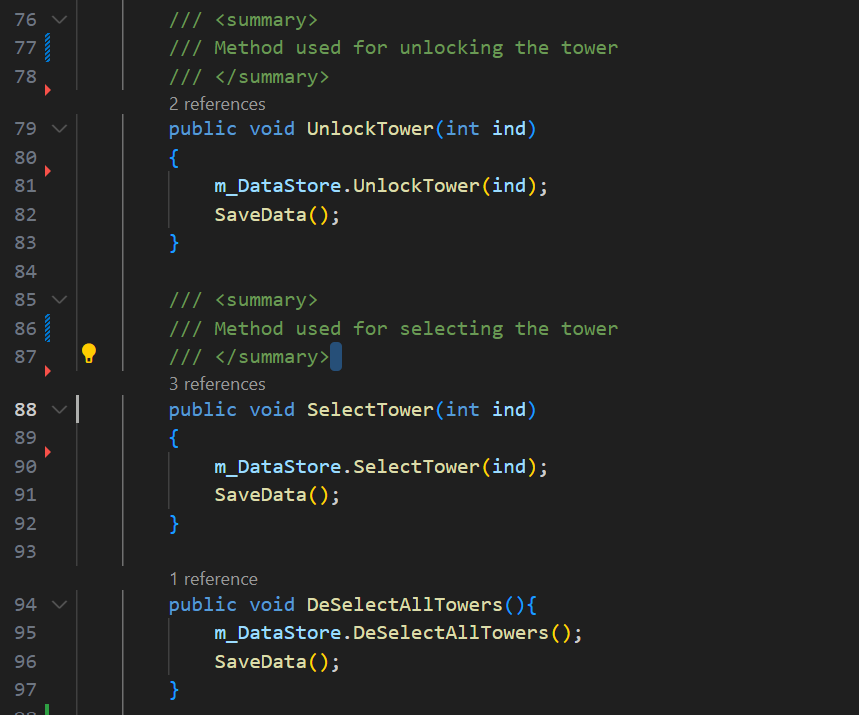 76 /// <summary>
77 /// Method used for unlocking the tower
78 /// </summary>
2 references
79 public void UnlockTower(int ind)
80 {
81 m_DataStore.UnlockTower(ind);
82 SaveData();
83 }
84
85 /// <summary>
86 /// Method used for selecting the tower
87 /// </summary>
3 references
88 public void SelectTower(int ind)
89 {
90 m_DataStore.SelectTower(ind);
91 SaveData();
92 }
93
1 reference
94 public void DeSelectAllTowers(){
95 m_DataStore.DeSelectAllTowers();
96 SaveData();
97 }